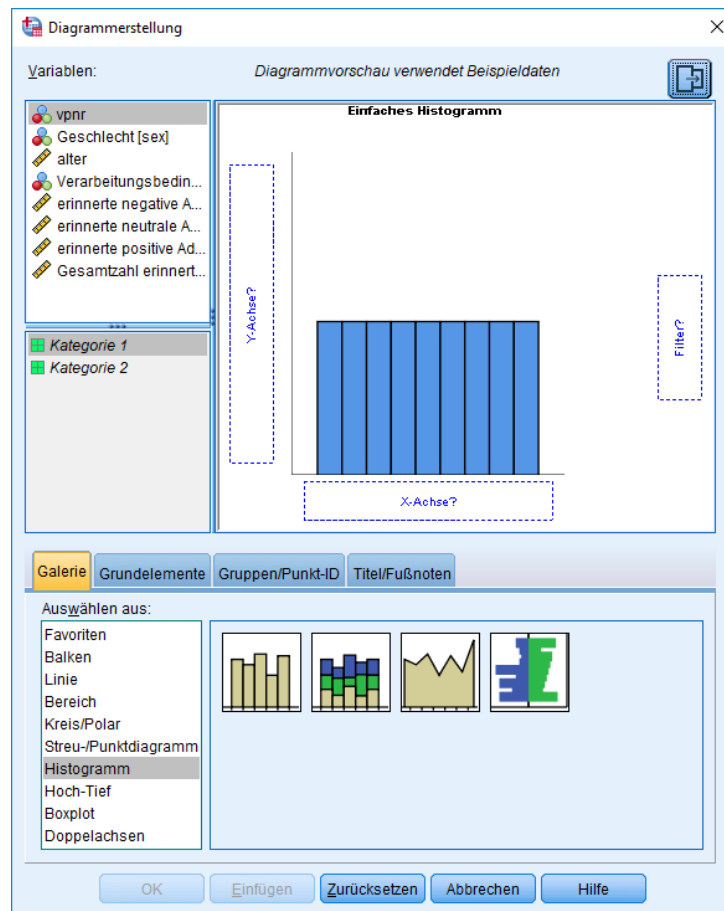 Diagrammerstellung
Variablen:
Diagrammvorschau verwendet Beispieldaten
vpnr
Geschlecht [sex]
alter
Verarbeitungsbedin...
erinnerte negative A...
erinnerte neutrale A...
erinnerte positive Ad...
Gesamtzahl erinnert...
Kategorie 1
Kategorie 2
Einfaches Histogramm
Y-Achse?
Filter?
X-Achse?
Galerie Grundelemente Gruppen/Punkt-ID Titel/Fußnoten
Auswählen aus:
Favoriten
Balken
Linie
Bereich
Kreis/Polar
Streu-/Punktdiagramm
Histogramm
Hoch-Tief
Boxplot
Doppelachsen
OK Einfügen Zurücksetzen Abbrechen Hilfe